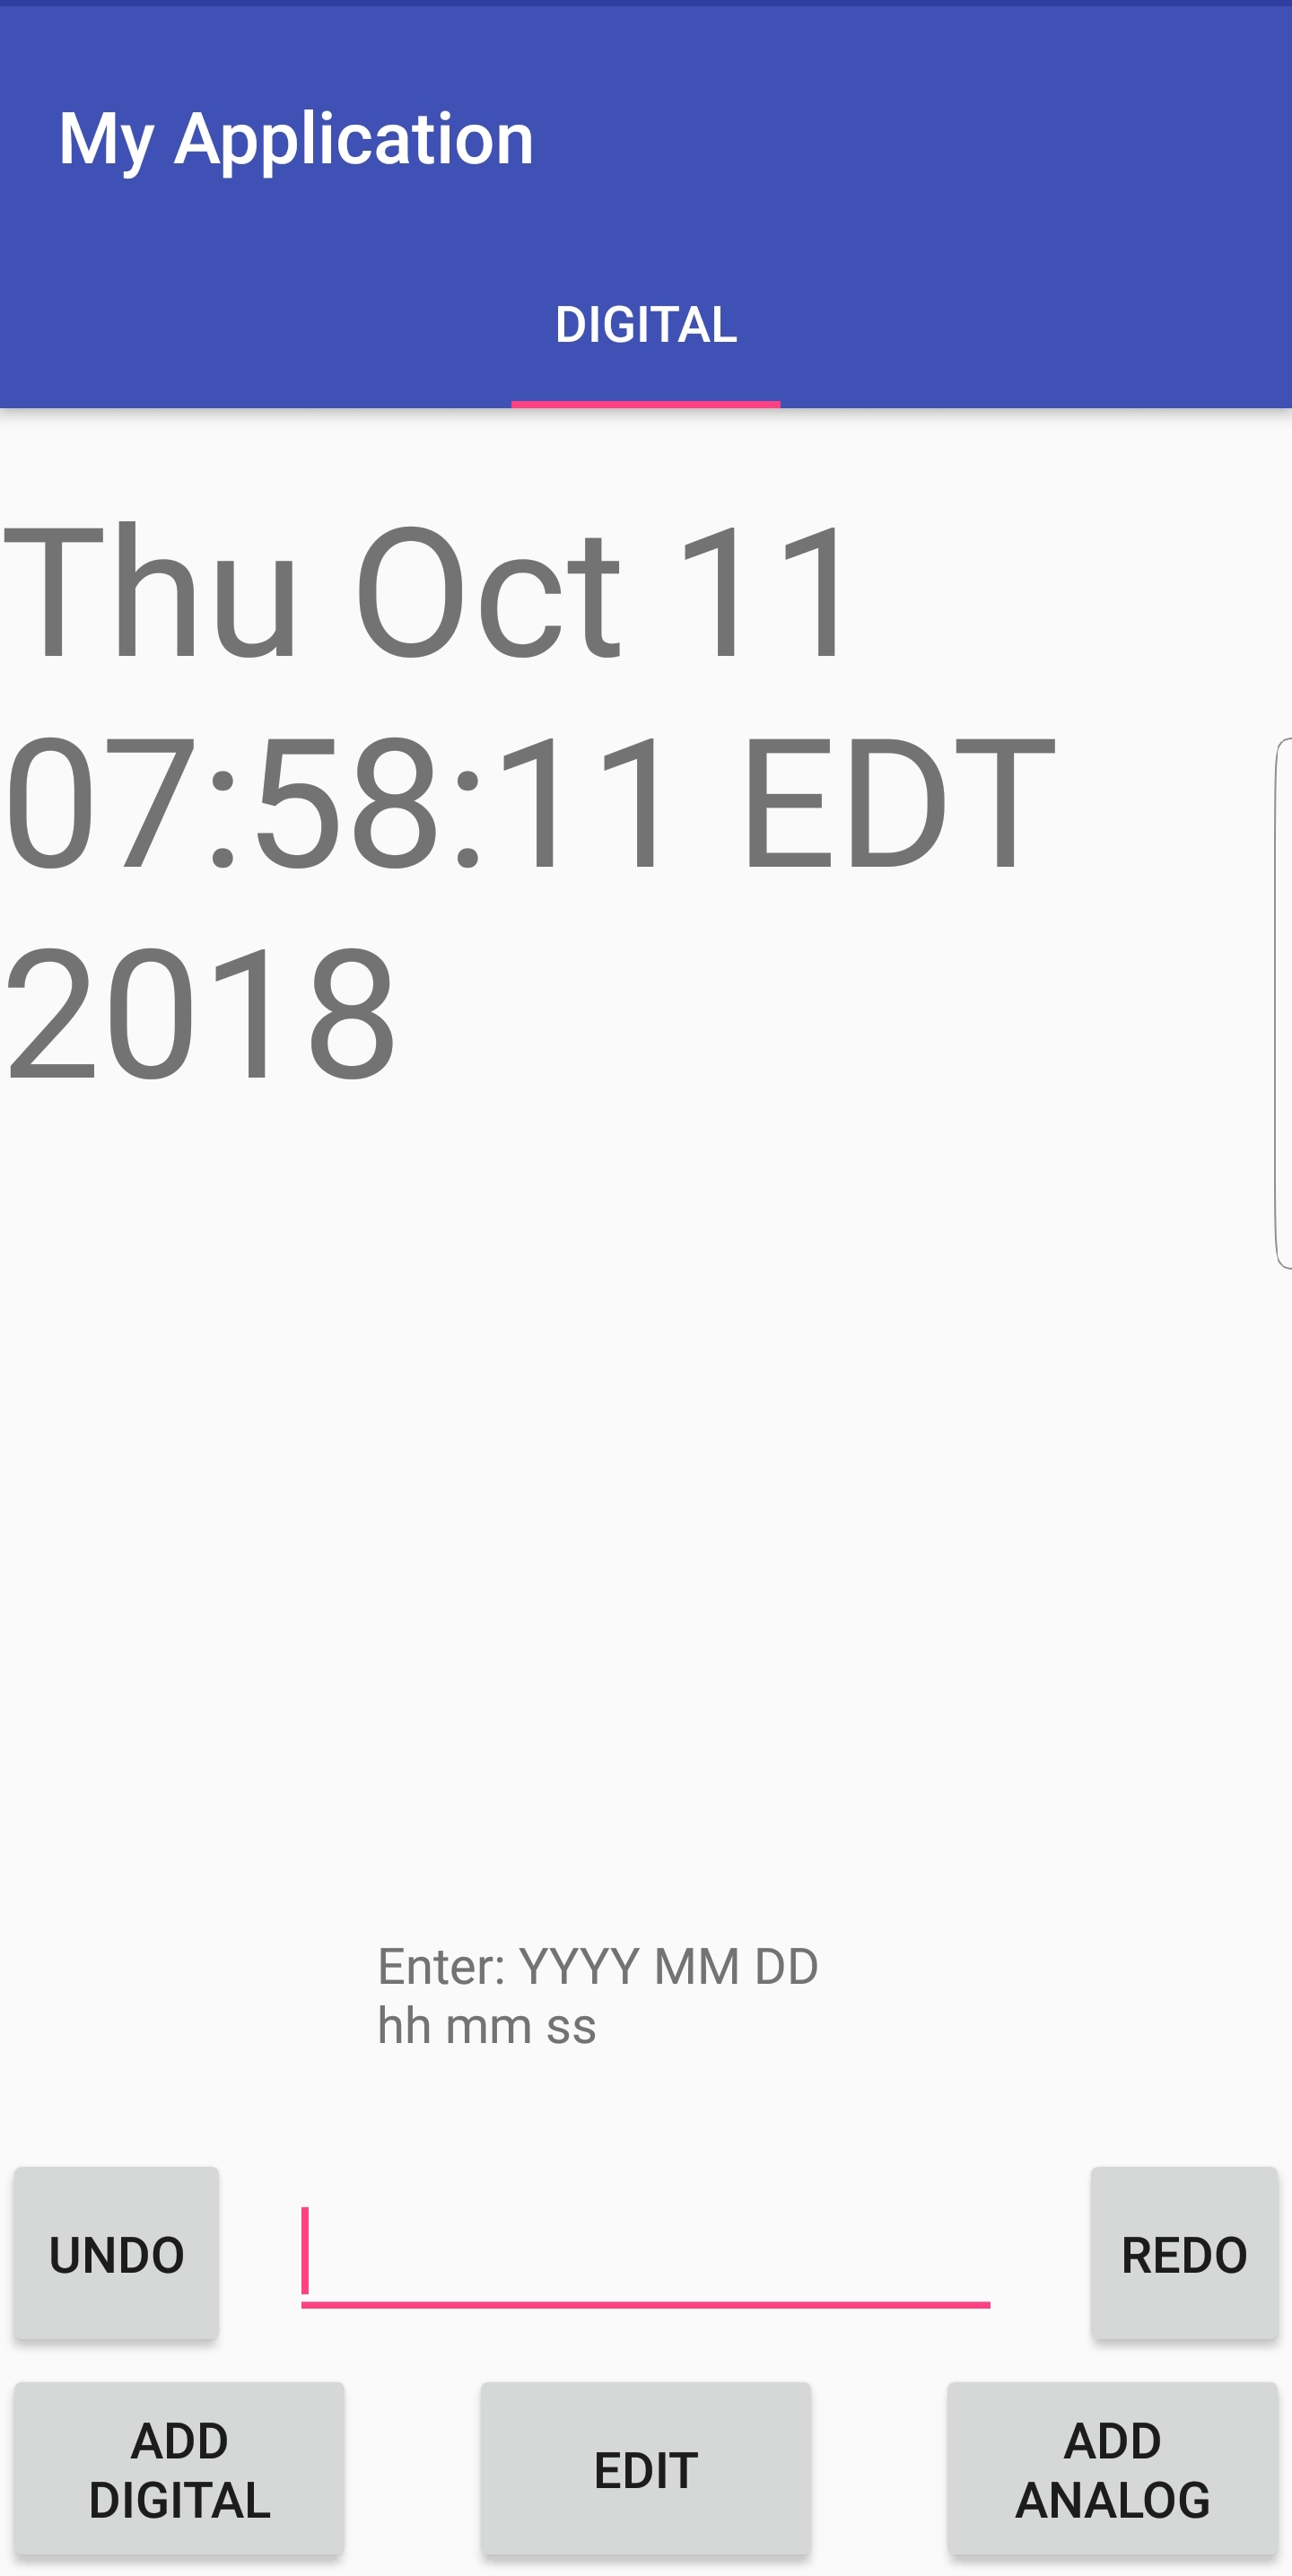 My Application
DIGITAL
Thu Oct 11
07:58:11 EDT
2018
Enter: YYYY MM DD
hh mm ss
UNDO
REDO
ADD
DIGITAL
EDIT
ADD
ANALOG